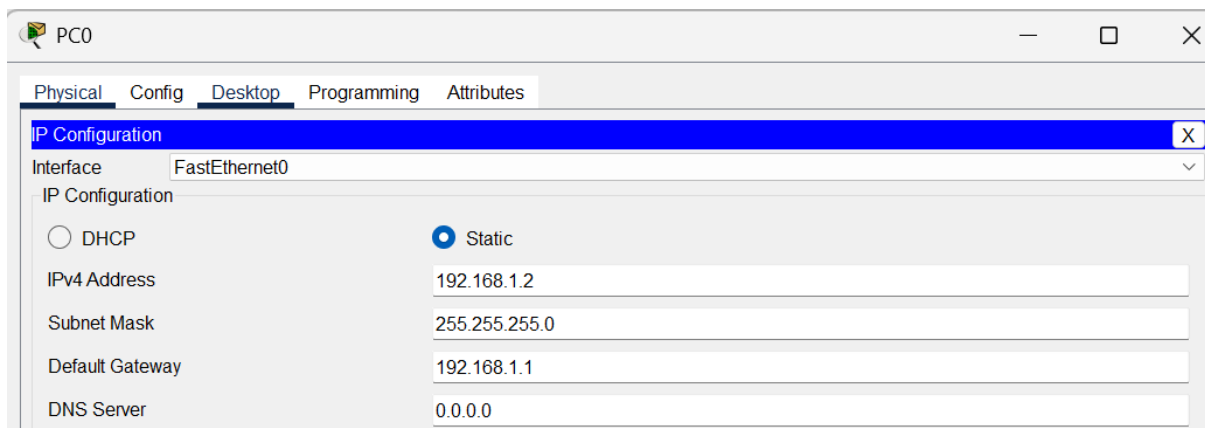 PC0
Physical Config Desktop Programming Attributes
IP Configuration X
Interface FastEthernet0
IP Configuration
DHCP Static
IPv4 Address 192.168.1.2
Subnet Mask 255.255.255.0
Default Gateway 192.168.1.1
DNS Server 0.0.0.0